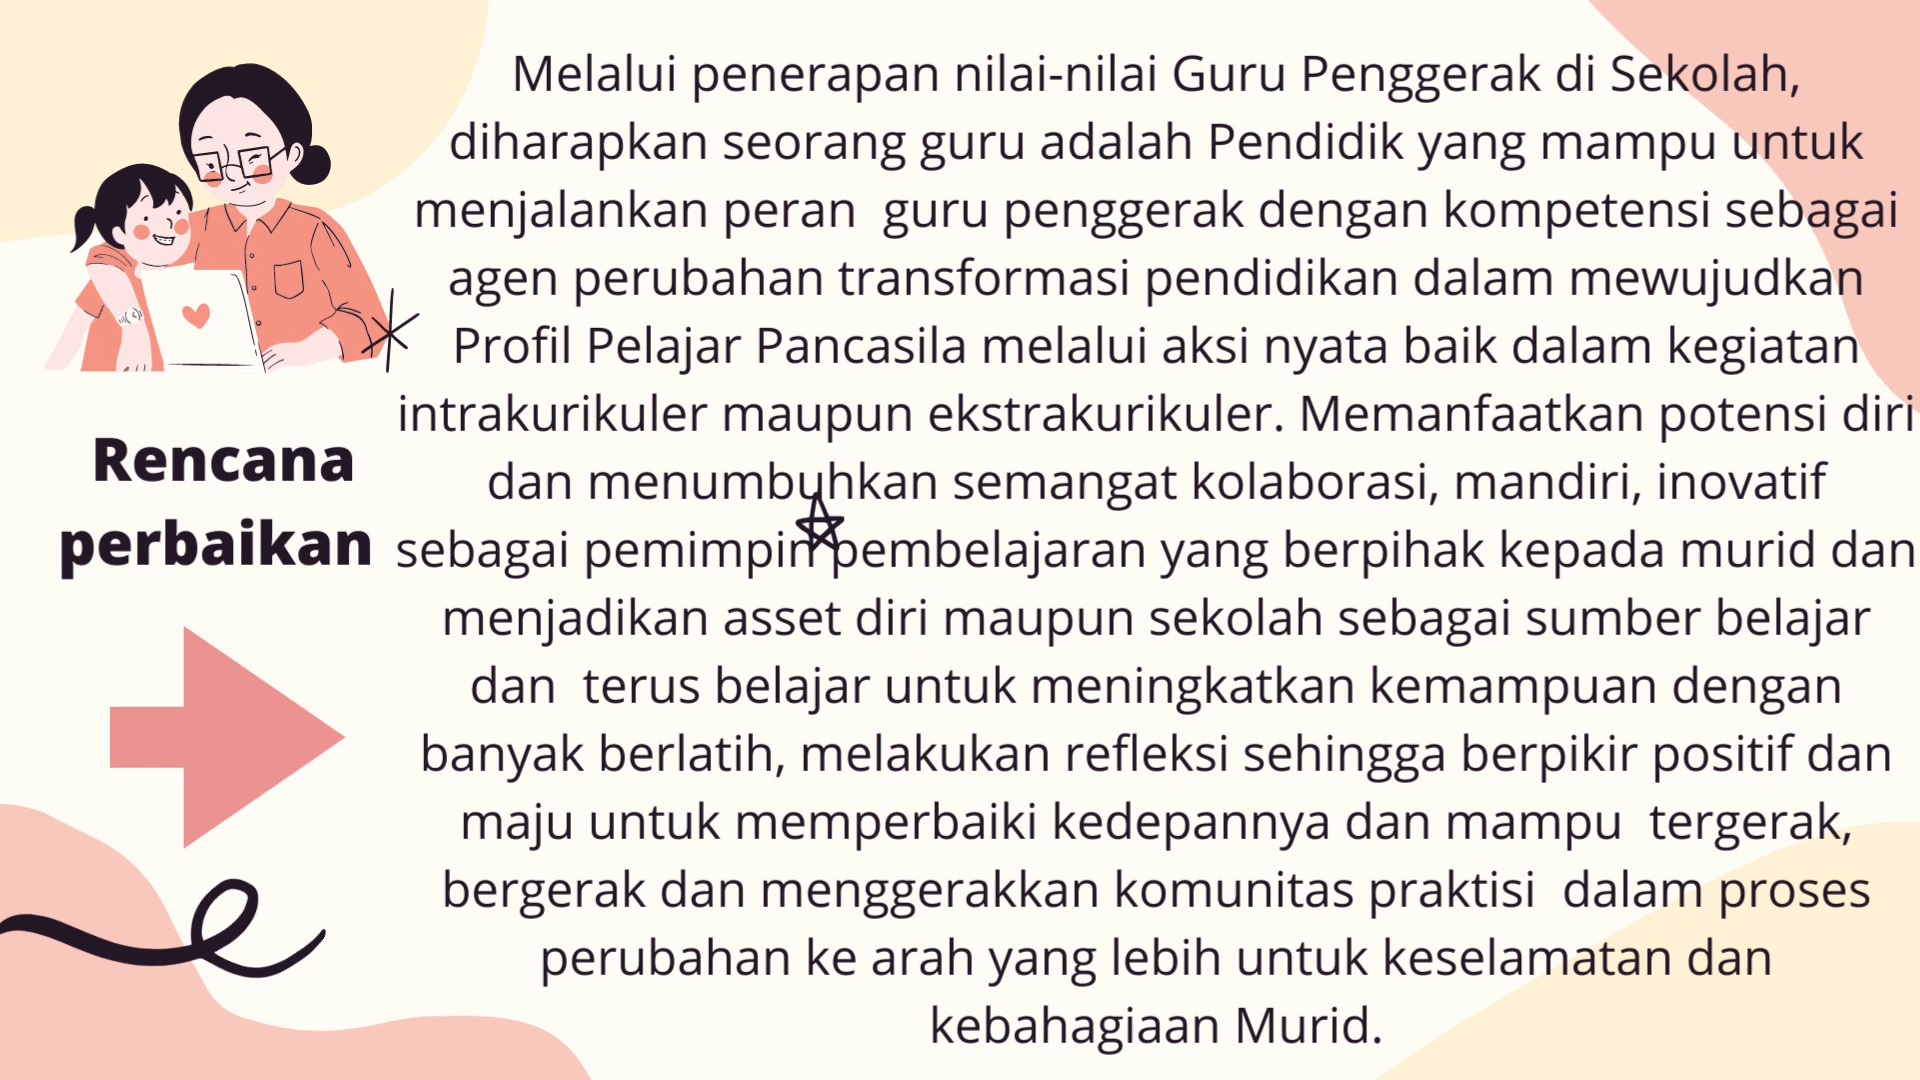 Rencana
perbaikan
Melalui penerapan nilai-nilai Guru Penggerak di Sekolah,
diharapkan seorang guru adalah Pendidik yang mampu untuk
menjalankan peran  guru penggerak dengan kompetensi sebagai
agen perubahan transformasi pendidikan dalam mewujudkan
Profil Pelajar Pancasila melalui aksi nyata baik dalam kegiatan
intrakurikuler maupun ekstrakurikuler. Memanfaatkan potensi diri
dan menumbuhkan semangat kolaborasi, mandiri, inovatif
sebagai pemimpin pembelajaran yang berpihak kepada murid dan
menjadikan asset diri maupun sekolah sebagai sumber belajar
dan  terus belajar untuk meningkatkan kemampuan dengan
banyak berlatih, melakukan refleksi sehingga berpikir positif dan
maju untuk memperbaiki kedepannya dan mampu  tergerak,
bergerak dan menggerakkan komunitas praktisi  dalam proses
perubahan ke arah yang lebih untuk keselamatan dan
kebahagiaan Murid.